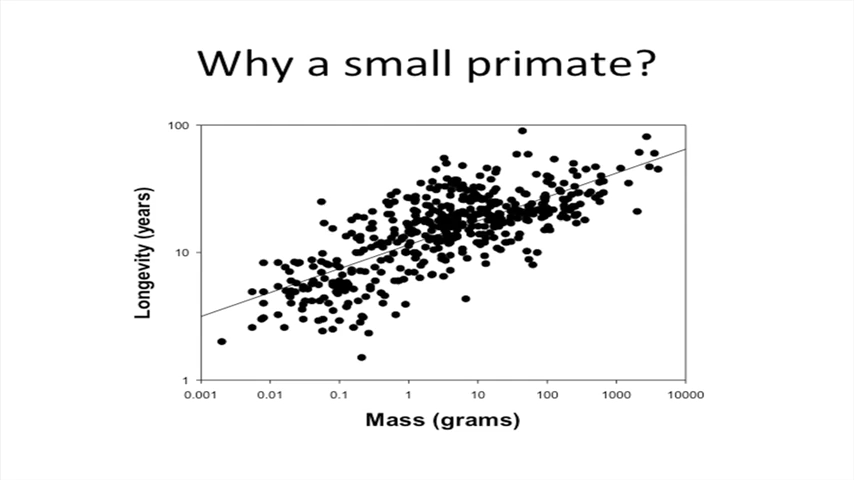 Why a small primate?
100
10
1
Longevity (years)
0.001 0.01 0.1 1 10 100 1000 10000
Mass (grams)